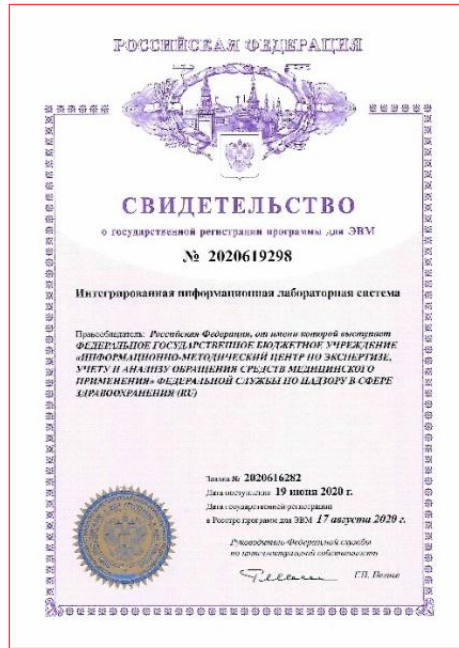 РОССИЙСКАЯ ФЕДЕРАЦИЯ
СВИДЕТЕЛЬСТВО
о государственной регистрации программы для ЭВМ
№ 2020619298
Интегрированная информационная лабораторная система
Правообладатель: Российская Федерация, от имени которой выступает
ФЕДЕРАЛЬНОЕ ГОСУДАРСТВЕННОЕ БЮДЖЕТНОЕ УЧРЕЖДЕНИЕ
«ИНФОРМАЦИОННО-МЕТОДИЧЕСКИЙ ЦЕНТР ПО ЭКСПЕРТИЗЕ,
УЧЕТУ И АНАЛИЗУ ОБРАЩЕНИЯ СРЕДСТВ МЕДИЦИНСКОГО
ПРИМЕНЕНИЯ» ФЕДЕРАЛЬНОЙ СЛУЖБЫ ПО НАДЗОРУ В СФЕРЕ
ЗДРАВООХРАНЕНИЯ (RU)
Заявка № 2020616282
Дата поступления 19 июня 2020 г.
Дата государственной регистрации
в Реестре программ для ЭВМ 17 августа 2020 г.
Руководитель Федеральной службы
по интеллектуальной собственности
Г.П. Ивлиев